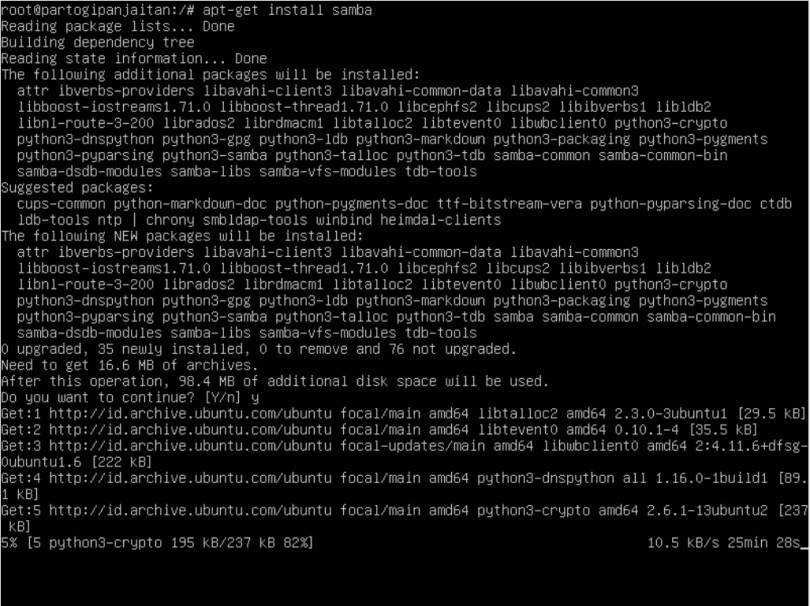 root@partogipanjaitan:/# apt-get install samba
Reading package lists... Done
Building dependency tree
Reading state information... Done
The following additional packages will be installed:
  attr ibverbs-providers libavahi-client3 libavahi-common-data libavahi-common3
  libboost-iostreams1.71.0 libboost-thread1.71.0 libcephfs2 libcups2 libibverbs1 libldb2
  libnl-route-3-200 librados2 librdmacm1 libtalloc2 libtevent0 libwbclient0 python3-crypto
  python3-dnspython python3-gpg python3-ldb python3-markdown python3-packaging python3-pygments
  python3-pyparsing python3-samba python3-talloc python3-tdb samba-common samba-common-bin
  samba-dsdb-modules samba-libs samba-vfs-modules tdb-tools
Suggested packages:
  cups-common python-markdown-doc python-pygments-doc ttf-bitstream-vera python-pyparsing-doc ctdb
  ldb-tools ntp | chrony smbldap-tools winbind heimdal-clients
The following NEW packages will be installed:
  attr ibverbs-providers libavahi-client3 libavahi-common-data libavahi-common3
  libboost-iostreams1.71.0 libboost-thread1.71.0 libcephfs2 libcups2 libibverbs1 libldb2
  libnl-route-3-200 librados2 librdmacm1 libtalloc2 libtevent0 libwbclient0 python3-crypto
  python3-dnspython python3-gpg python3-ldb python3-markdown python3-packaging python3-pygments
  python3-pyparsing python3-samba python3-talloc python3-tdb samba samba-common samba-common-bin
  samba-dsdb-modules samba-libs samba-vfs-modules tdb-tools
0 upgraded, 35 newly installed, 0 to remove and 76 not upgraded.
Need to get 16.6 MB of archives.
After this operation, 98.4 MB of additional disk space will be used.
Do you want to continue? [Y/n] y
Get:1 http://id.archive.ubuntu.com/ubuntu focal/main amd64 libtalloc2 amd64 2.3.0-3ubuntu1 [29.5 kB]
Get:2 http://id.archive.ubuntu.com/ubuntu focal/main amd64 libtevent0 amd64 0.10.1-4 [35.5 kB]
Get:3 http://id.archive.ubuntu.com/ubuntu focal-updates/main amd64 libwbclient0 amd64 2:4.11.6+dfsg-
0ubuntu1.6 [222 kB]
Get:4 http://id.archive.ubuntu.com/ubuntu focal/main amd64 python3-dnspython all 1.16.0-1build1 [89.
1 kB]
Get:5 http://id.archive.ubuntu.com/ubuntu focal/main amd64 python3-crypto amd64 2.6.1-13ubuntu2 [237
 kB]
5% [5 python3-crypto 195 kB/237 kB 82%]                                         10.5 kB/s 25min 28s_